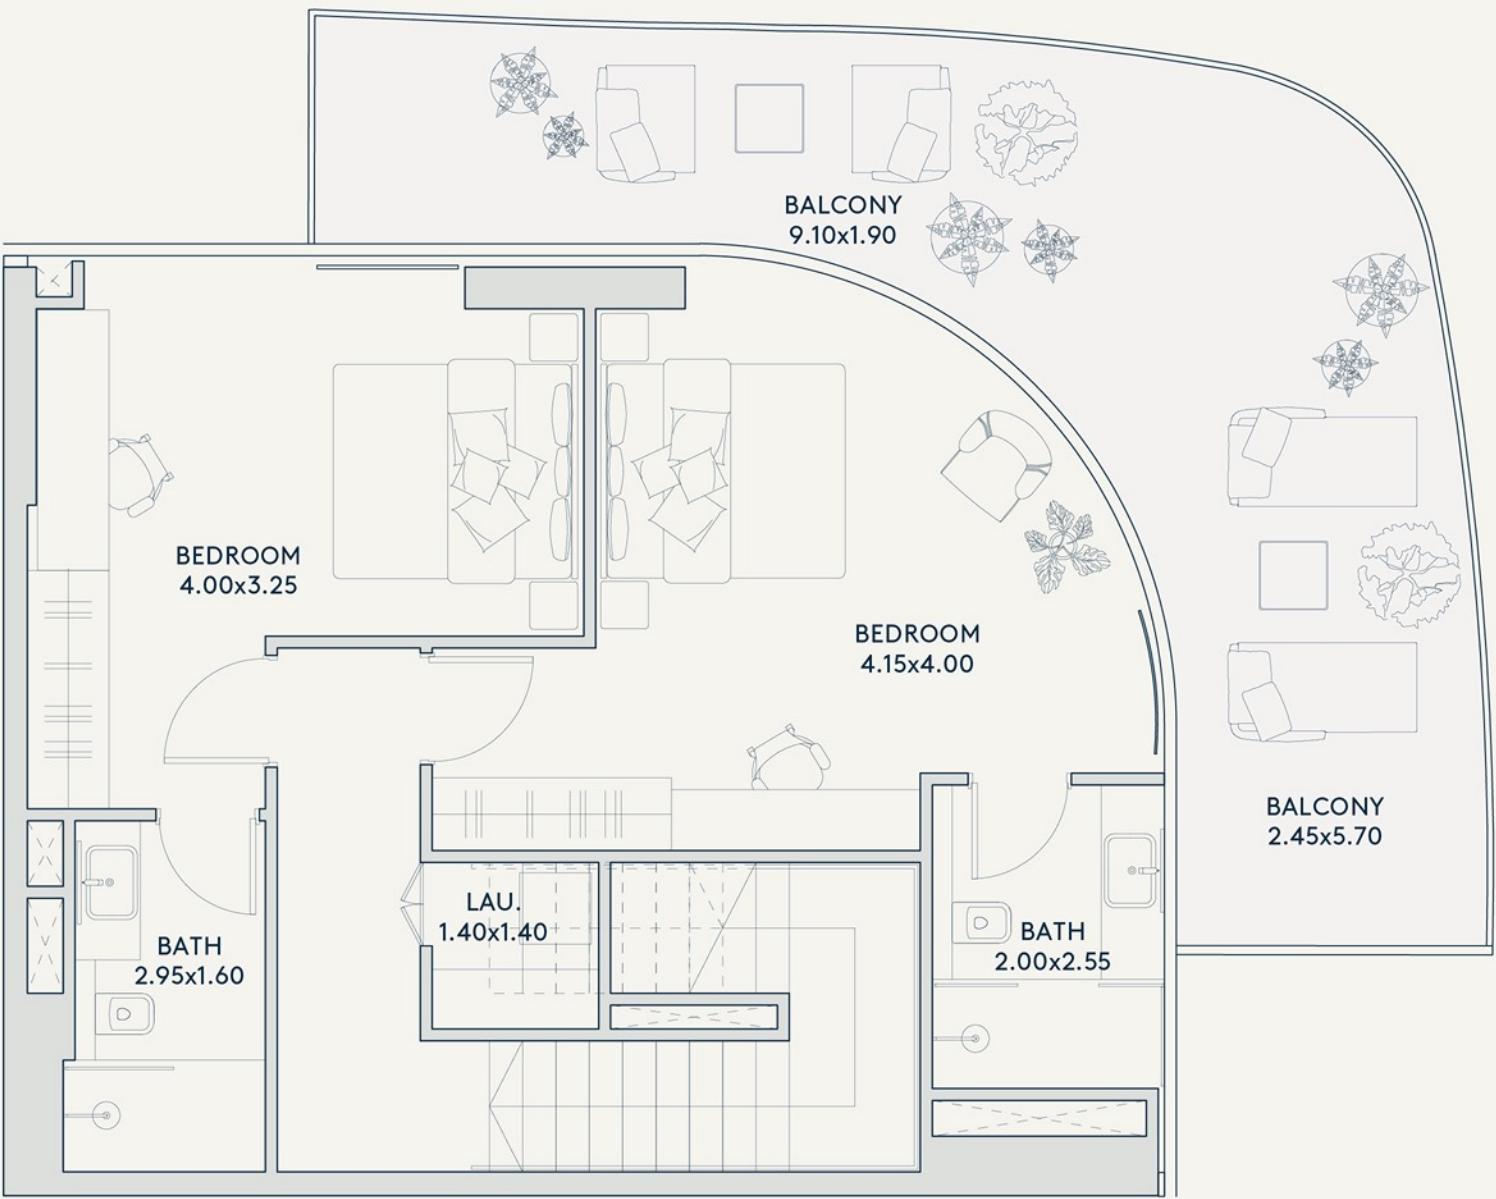 BALCONY
9.10x1.90
BEDROOM
4.00x3.25
BEDROOM
4.15x4.00
BALCONY
2.45x5.70
LAU.
1.40x1.40
BATH
2.95x1.60
BATH
2.00x2.55